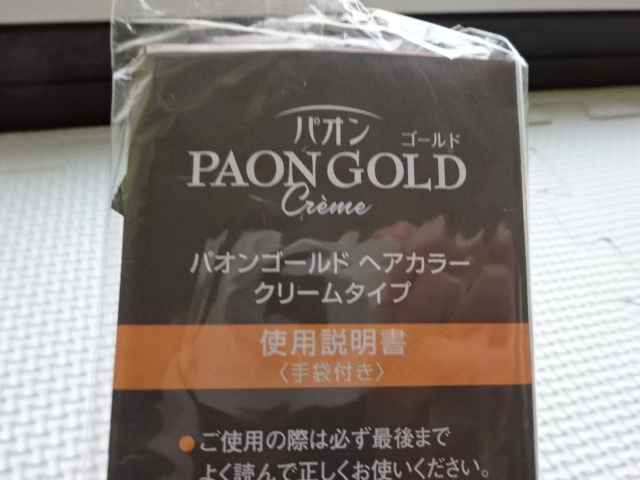 パオン ゴールド
PAON GOLD
Crème
パオンゴールド ヘアカラー
クリームタイプ
使用説明書
〈手袋付き〉
●ご使用の際は必ず最後まで
よく読んで正しくお使いください。